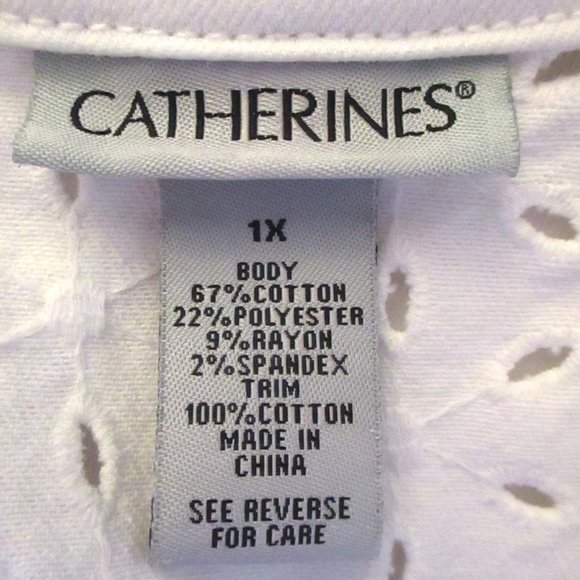 CATHERINES®
1X
BODY
67%COTTON
22%POLYESTER
9%RAYON
2%SPANDEX
TRIM
100%COTTON
MADE IN
CHINA
SEE REVERSE
FOR CARE